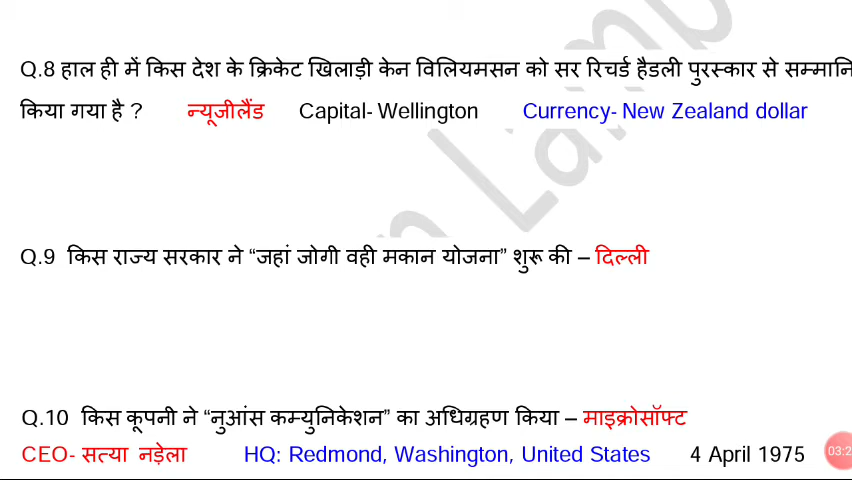 Q.8 हाल ही में किस देश के क्रिकेट खिलाड़ी केन विलियमसन को सर रिचर्ड हैडली पुरस्कार से सम्मानि
किया गया है ? न्यूजीलैंड Capital- Wellington Currency- New Zealand dollar
Q.9 किस राज्य सरकार ने “जहां जोगी वही मकान योजना” शुरू की – दिल्ली
Q.10 किस कूपनी ने “नुआंस कम्युनिकेशन” का अधिग्रहण किया – माइक्रोसॉफ्ट
CEO- सत्या नड़ेला HQ: Redmond, Washington, United States 4 April 1975